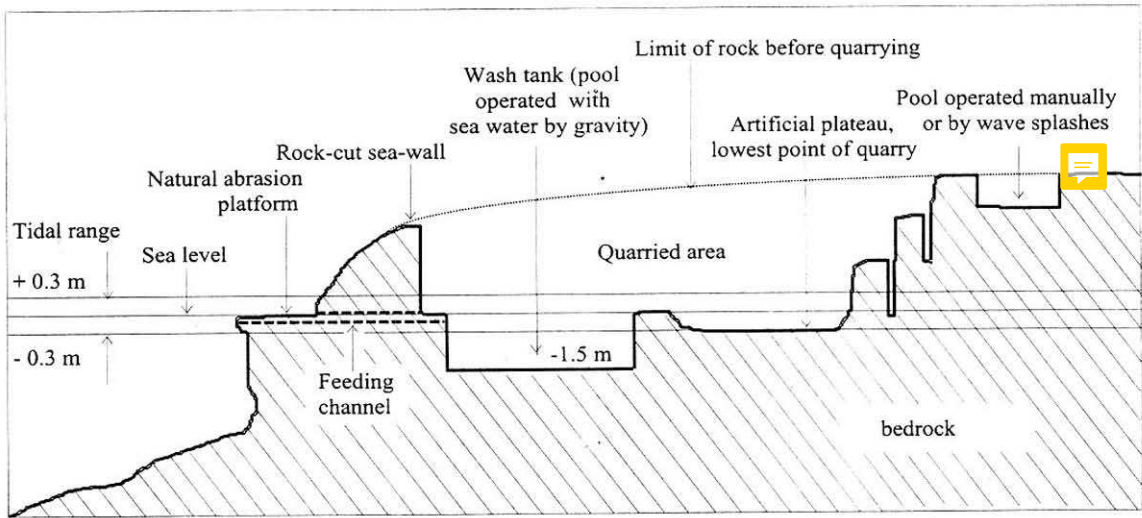 Limit of rock before quarrying
Wash tank (pool
operated with
sea water by gravity)
Pool operated manually
or by wave splashes
Artificial plateau,
lowest point of quarry
Rock-cut sea-wall
Natural abrasion
platform
Tidal range
Sea level
Quarried area
+ 0.3 m
- 0.3 m
-1.5 m
Feeding
channel
bedrock